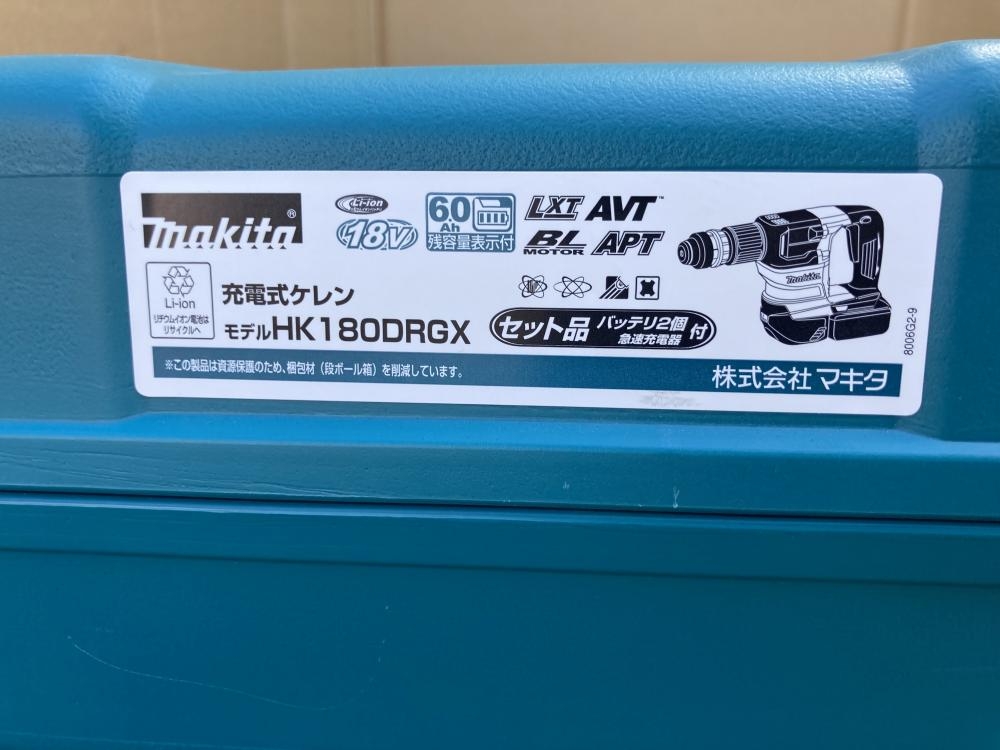 makita®
Li-ion
18V
6.0
Ah
残容量表示付
LXT AVT™
BL
MOTOR
APT
Li-ion
リチウムイオン電池は
リサイクルへ
充電式ケレン
モデルHK180DRGX
セット品 バッテリ2個
急速充電器
付
makita
8006G2-9
※この製品は資源保護のため、梱包材(段ボール箱)を削減しています。
株式会社マキタ